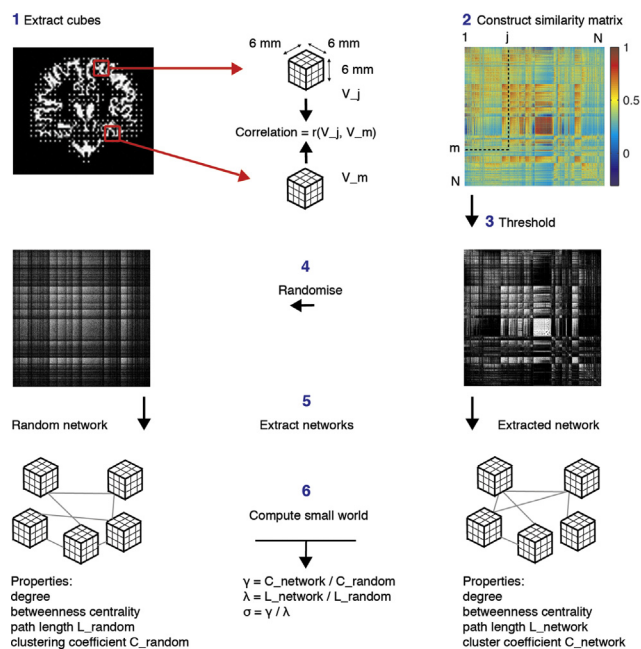 1 Extract cubes
6 mm 6 mm
6 mm
V_j
Correlation = r(V_j, V_m)
V_m
2 Construct similarity matrix
1 j N
m
N
1
0.5
0
3 Threshold
4
Randomise
5
Extract networks
Random network
Extracted network
6
Compute small world
γ = C_network / C_random
λ = L_network / L_random
σ = γ / λ
Properties:
degree
betweenness centrality
path length L_random
clustering coefficient C_random
Properties:
degree
betweenness centrality
path length L_network
cluster coefficient C_network